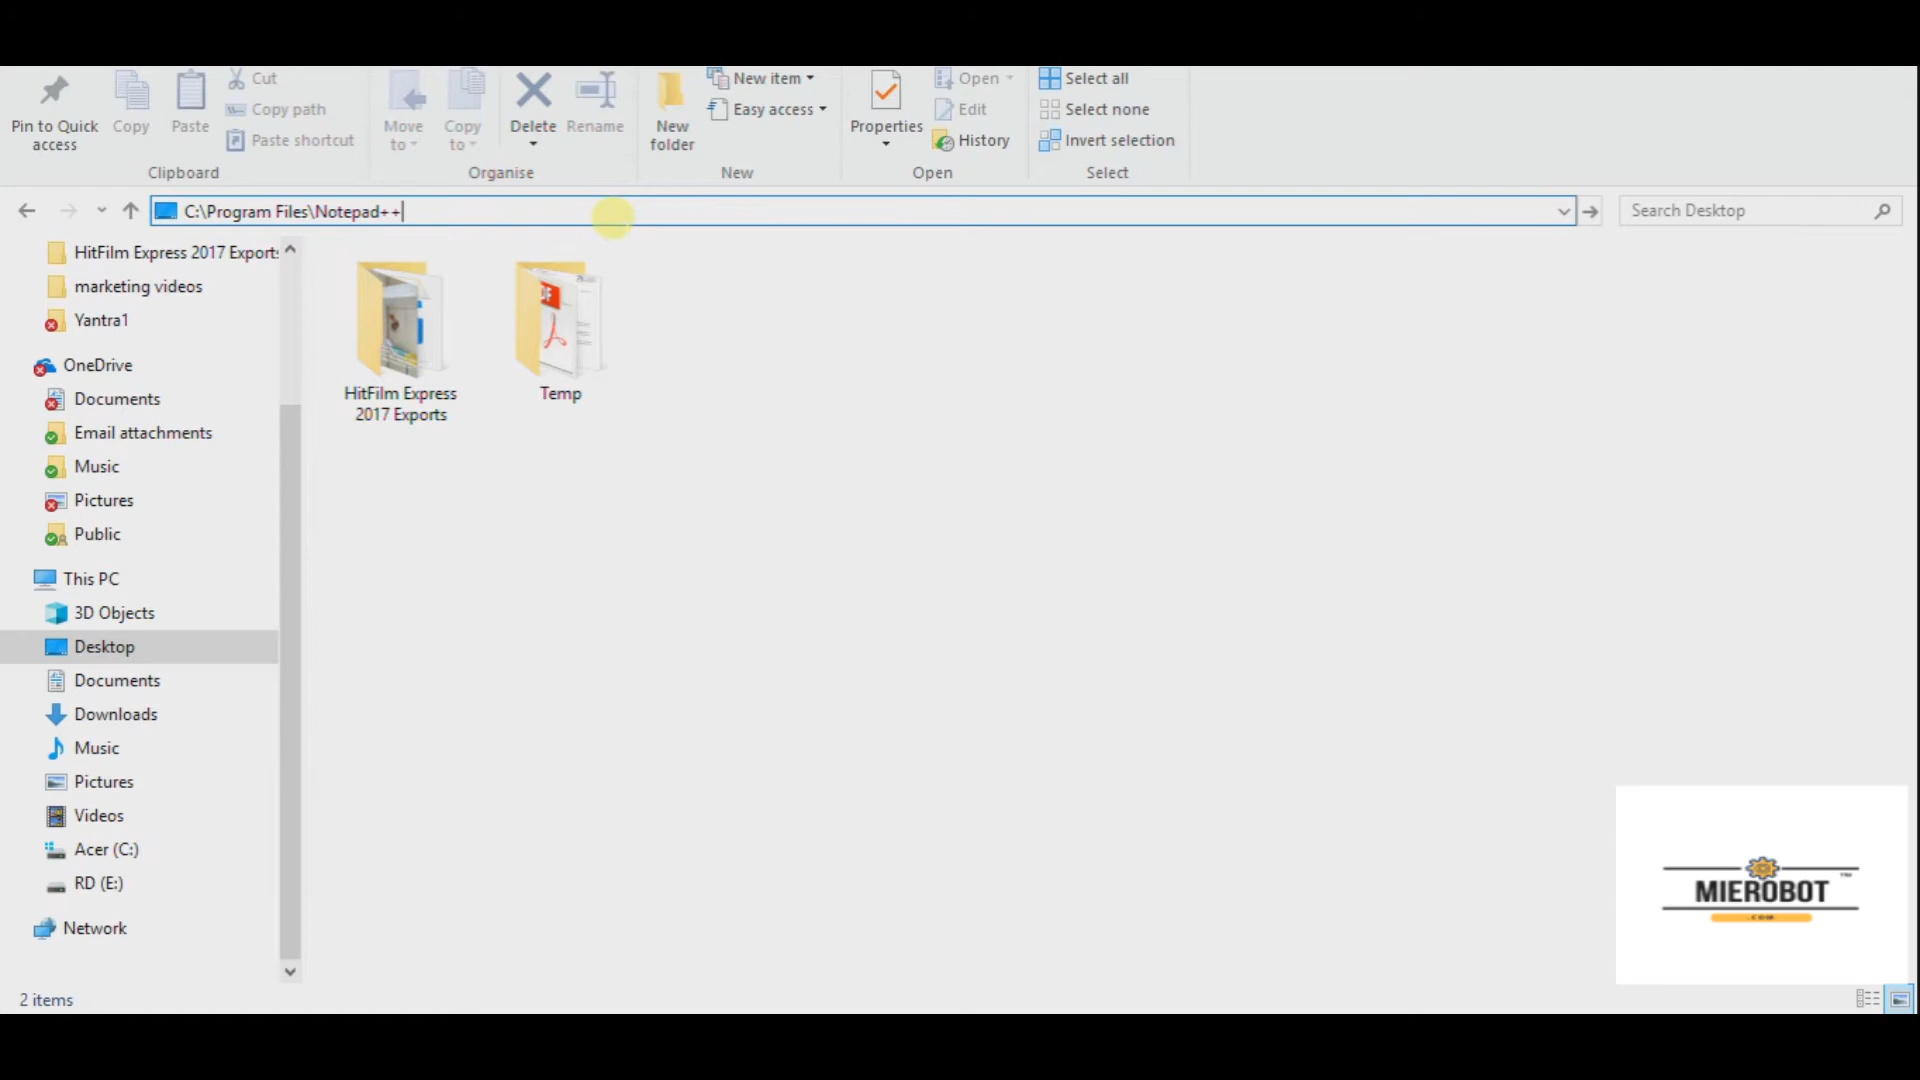 Pin to Quick
access
Copy
Paste
Cut
Copy path
Paste shortcut
Clipboard
Move
to
Copy
to
Delete
Rename
Organise
New
folder
New item
Easy access
New
Properties
Open
Edit
History
Open
Select all
Select none
Invert selection
Select
C:\Program Files\Notepad++
Search Desktop
HitFilm Express 2017 Exports
marketing videos
Yantra1
OneDrive
Documents
Email attachments
Music
Pictures
Public
This PC
3D Objects
Desktop
Documents
Downloads
Music
Pictures
Videos
Acer (C:)
RD (E:)
Network
HitFilm Express
2017 Exports
Temp
MIEROBOT
™
.COM
2 items